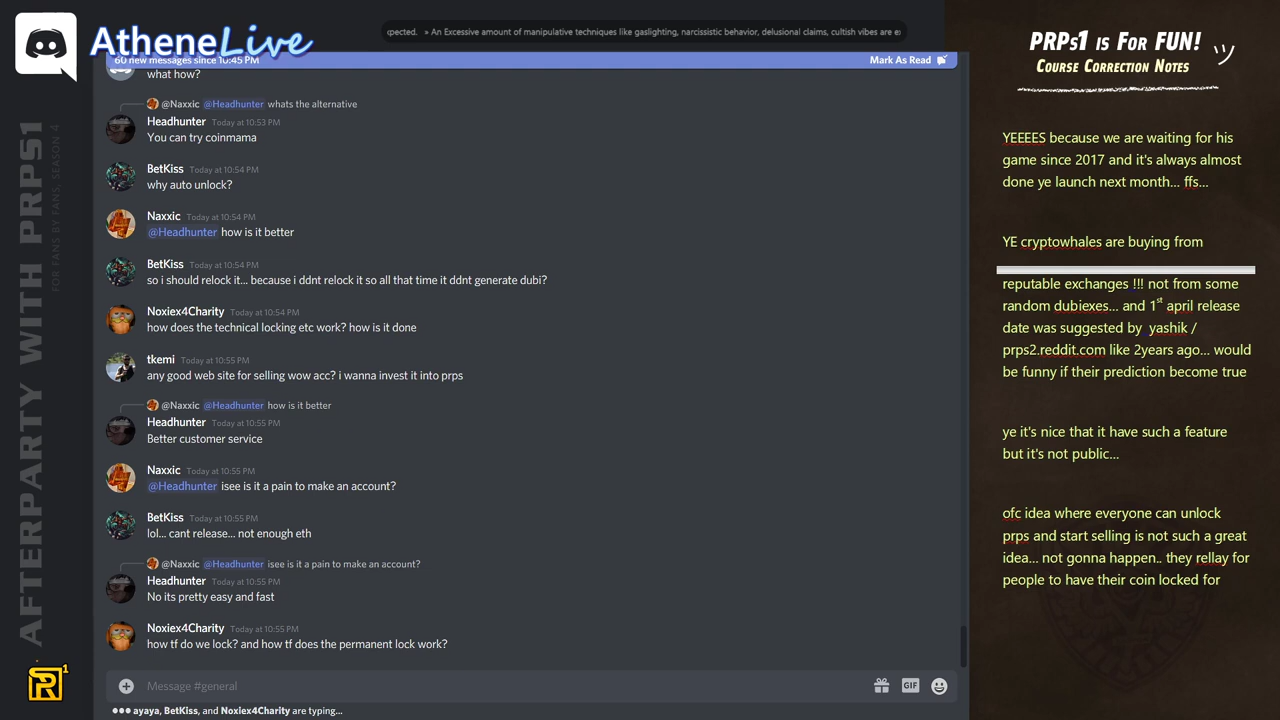 AtheneLive
pected. » An Excessive amount of manipulative techniques like gaslighting, narcissistic behavior, delusional claims, cultish vibes are e
60 new messages since 10:45 PM
Mark As Read
what how?
@Naxxic @Headhunter whats the alternative
Headhunter Today at 10:53 PM
You can try coinmama
BetKiss Today at 10:54 PM
why auto unlock?
Naxxic Today at 10:54 PM
@Headhunter how is it better
BetKiss Today at 10:54 PM
so i should relock it... because i ddnt relock it so all that time it ddnt generate dubi?
Noxiex4Charity Today at 10:54 PM
how does the technical locking etc work? how is it done
tkemi Today at 10:55 PM
any good web site for selling wow acc? i wanna invest it into prps
@Naxxic @Headhunter how is it better
Headhunter Today at 10:55 PM
Better customer service
Naxxic Today at 10:55 PM
@Headhunter isee is it a pain to make an account?
BetKiss Today at 10:55 PM
lol... cant release... not enough eth
@Naxxic @Headhunter isee is it a pain to make an account?
Headhunter Today at 10:55 PM
No its pretty easy and fast
Noxiex4Charity Today at 10:55 PM
how tf do we lock? and how tf does the permanent lock work?
Message #general
GIF
ayaya, BetKiss, and Noxiex4Charity are typing...
AFTERPARTY WITH PRPS1
FOR FANS BY FANS, SEASON 4
1
PRPs1 is For FUN!
Course Correction Notes
YEEEES because we are waiting for his
game since 2017 and it's always almost
done ye launch next month... ffs...
YE cryptowhales are buying from
reputable exchanges !!! not from some
random dubiexes... and 1st april release
date was suggested by yashik /
prps2.reddit.com like 2years ago... would
be funny if their prediction become true
ye it's nice that it have such a feature
but it's not public...
ofc idea where everyone can unlock
prps and start selling is not such a great
idea... not gonna happen.. they rellay for
people to have their coin locked for